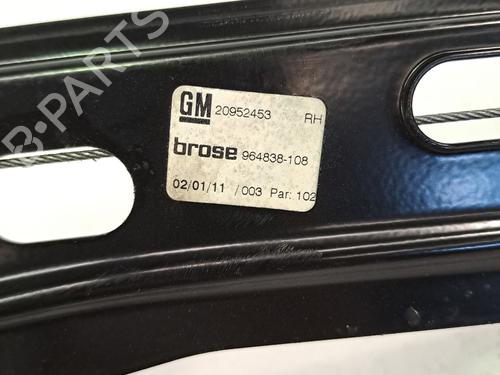 GM 20952453 RH
brose 964838-108
02/01/11 /003 Par: 102
B-PARTS